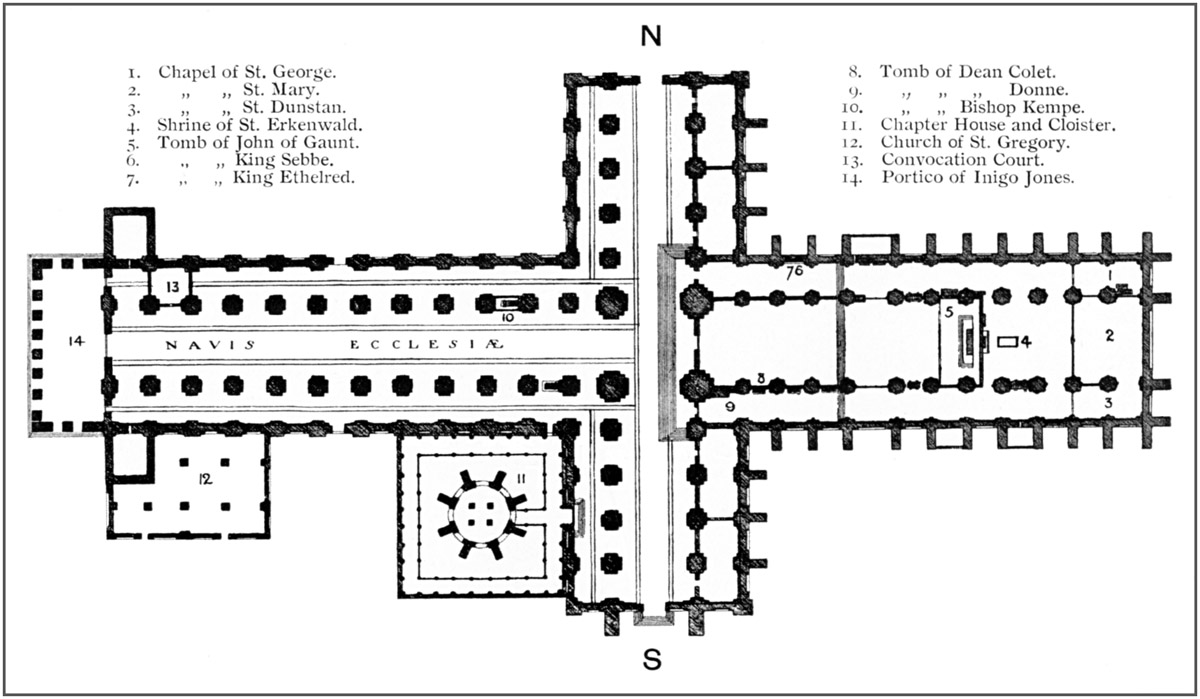 N
1. Chapel of St. George.
2. „ „ St. Mary.
3. „ „ St. Dunstan.
4. Shrine of St. Erkenwald.
5. Tomb of John of Gaunt.
6. „ „ King Sebbe.
7. „ „ King Ethelred.
8. Tomb of Dean Colet.
9. „ „ „ Donne.
10. „ „ Bishop Kempe.
11. Chapter House and Cloister.
12. Church of St. Gregory.
13. Convocation Court.
14. Portico of Inigo Jones.
76
1
13
10
5
14
NAVIS ECCLESIÆ
4
2
8
9
3
12
11
S